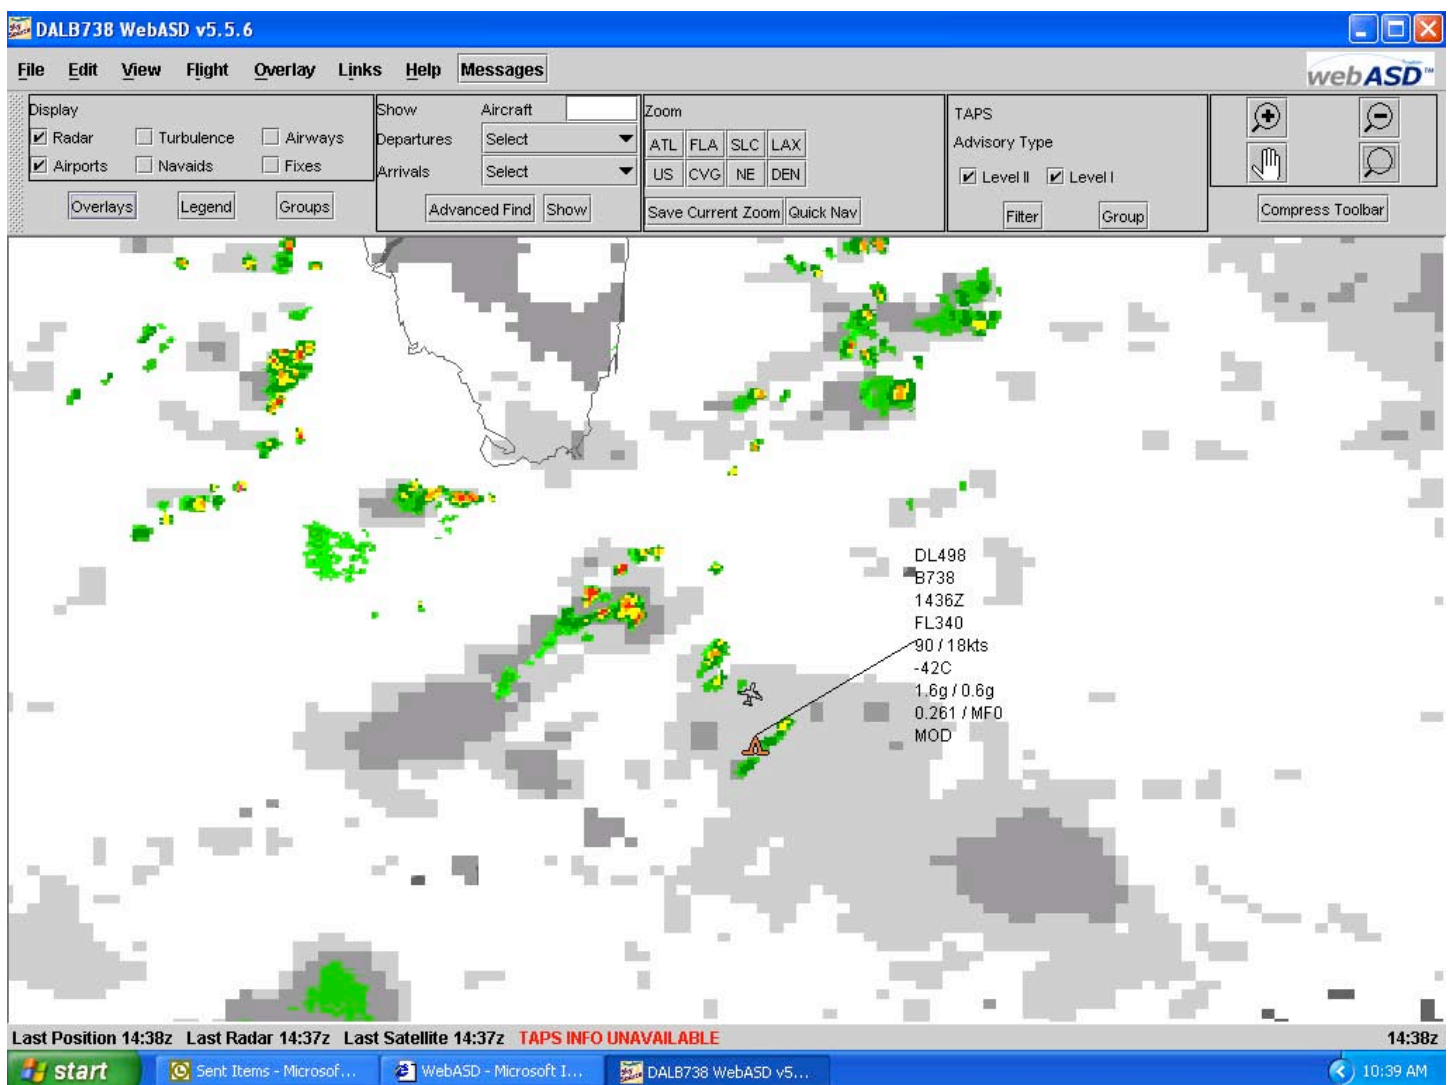 DALB738 WebASD v5.5.6
File Edit View Flight Overlay Links Help Messages
webASD™
Display
Radar Turbulence Airways
Airports Navaids Fixes
Overlays Legend Groups
Show Aircraft
Departures Select
Arrivals Select
Advanced Find Show
Zoom
ATL FLA SLC LAX
US CVG NE DEN
Save Current Zoom Quick Nav
TAPS
Advisory Type
Level II Level I
Filter Group
Compress Toolbar
DL498
B738
1436Z
FL340
90 / 18kts
-42C
1.6g / 0.6g
0.261 / MF0
MOD
Last Position 14:38z Last Radar 14:37z Last Satellite 14:37z TAPS INFO UNAVAILABLE 14:38z
start Sent Items - Microsof... WebASD - Microsoft I... DALB738 WebASD v5... 10:39 AM